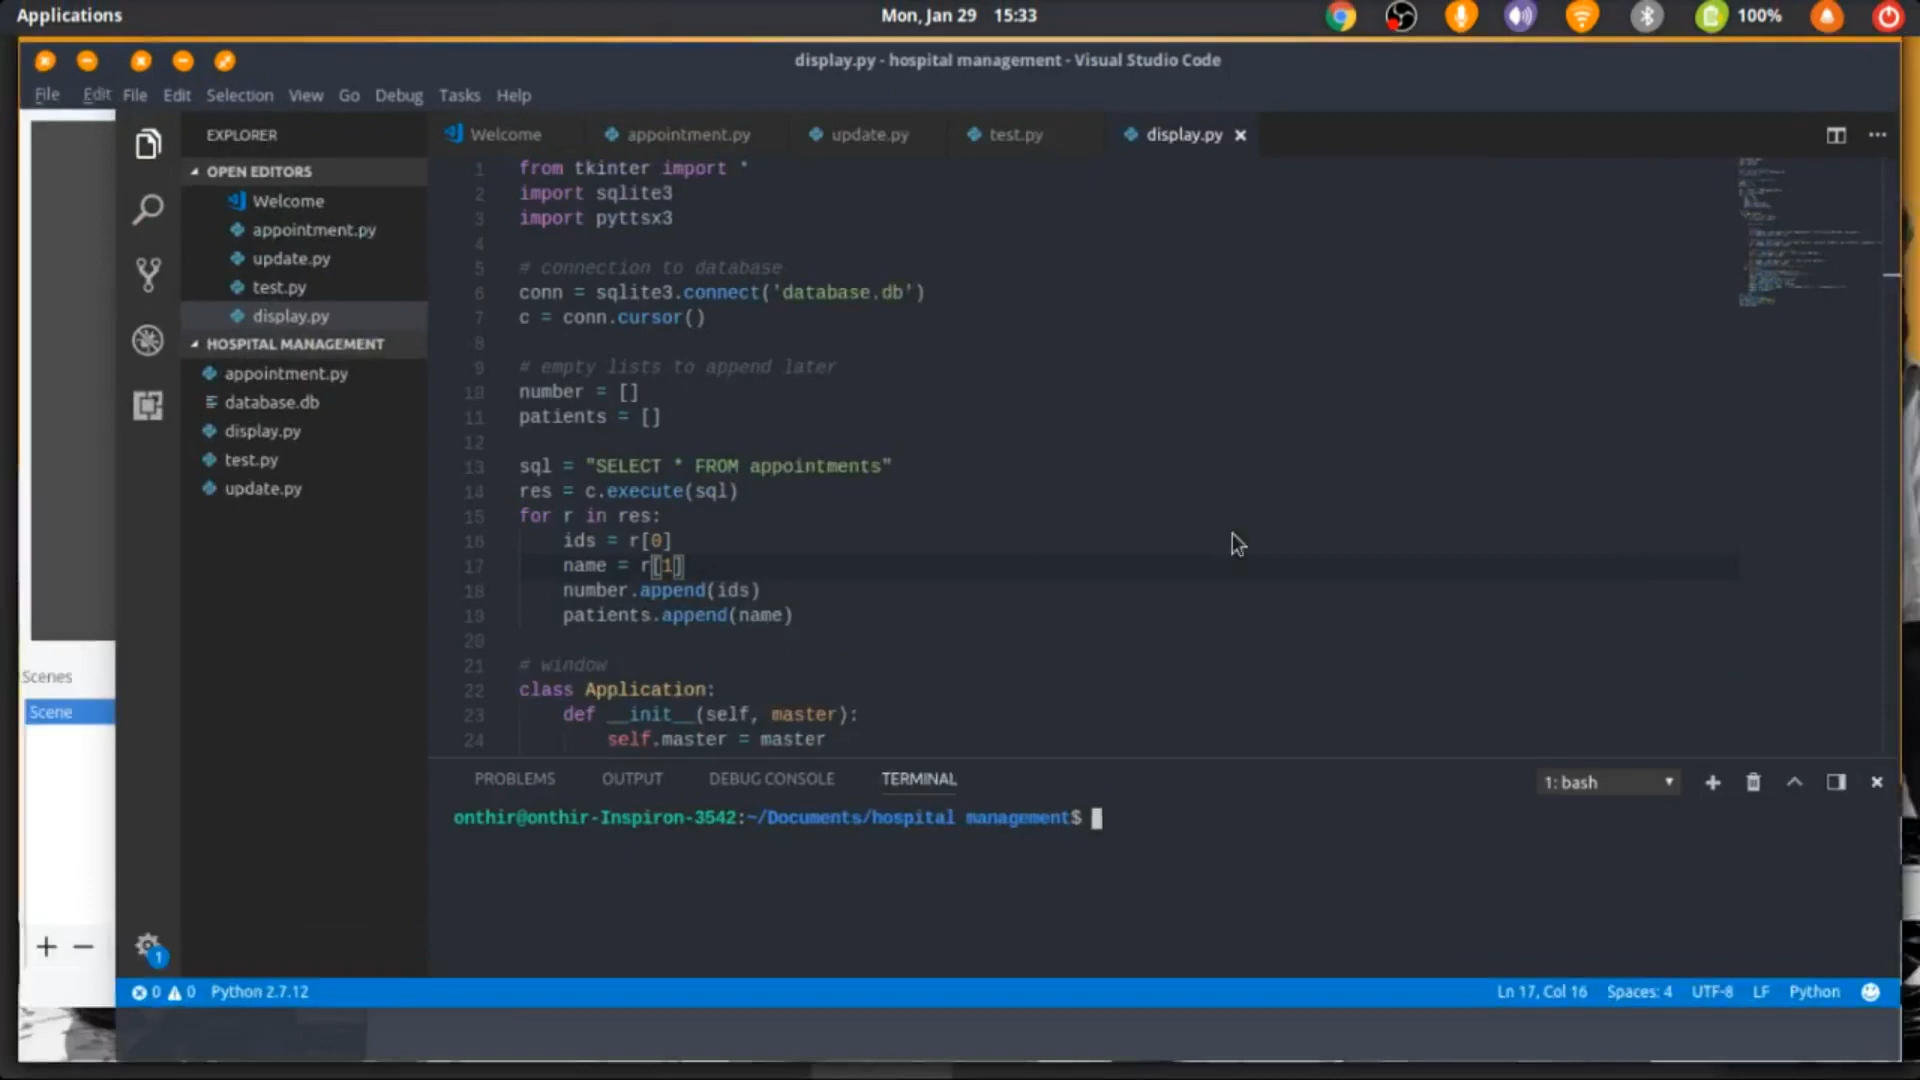 Applications
Mon, Jan 29 15:33
100%
display.py - hospital management - Visual Studio Code
File Edit File Edit Selection View Go Debug Tasks Help
EXPLORER
OPEN EDITORS
Welcome
appointment.py
update.py
test.py
display.py
HOSPITAL MANAGEMENT
appointment.py
database.db
display.py
test.py
update.py
Scenes
Scene
1
Welcome appointment.py update.py test.py display.py
1 from tkinter import *
2 import sqlite3
3 import pyttsx3
4
5 # connection to database
6 conn = sqlite3.connect('database.db')
7 c = conn.cursor()
8
9 # empty lists to append later
10 number = []
11 patients = []
12
13 sql = "SELECT * FROM appointments"
14 res = c.execute(sql)
15 for r in res:
16 ids = r[0]
17 name = r[1]
18 number.append(ids)
19 patients.append(name)
20
21 # window
22 class Application:
23 def __init__(self, master):
24 self.master = master
PROBLEMS OUTPUT DEBUG CONSOLE TERMINAL
1: bash
onthir@onthir-Inspiron-3542:~/Documents/hospital management$
0 0 Python 2.7.12
Ln 17, Col 16 Spaces: 4 UTF-8 LF Python